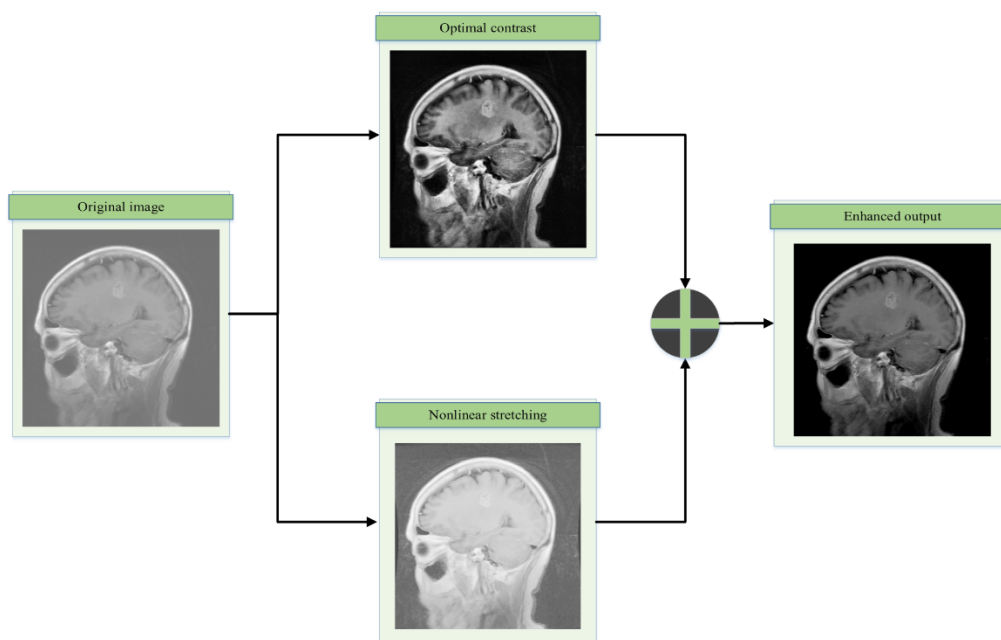 Optimal contrast
Original image
Enhanced output
Nonlinear stretching